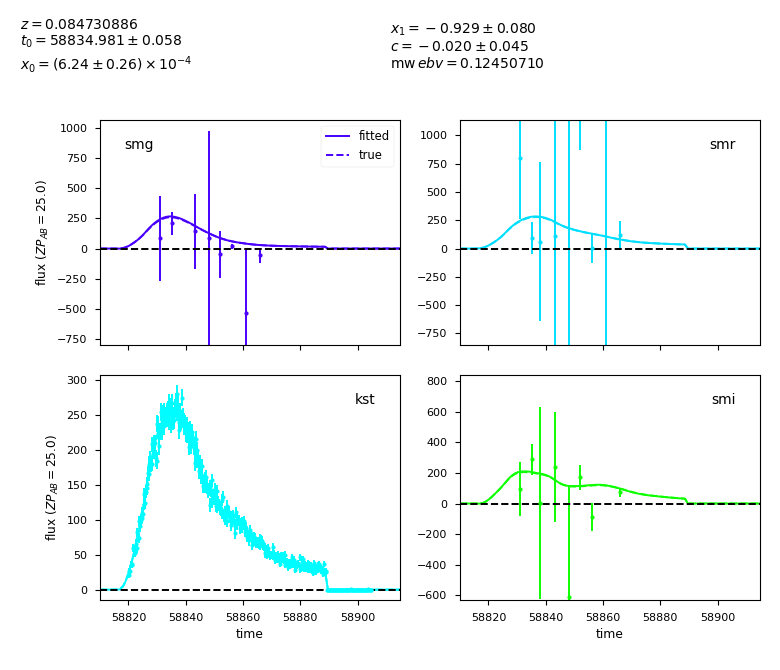 z = 0.084730886
t0 = 58834.981 ± 0.058
x0 = (6.24 ± 0.26) × 10^−4
x1 = −0.929 ± 0.080
c = −0.020 ± 0.045
mw ebv = 0.12450710
smg
fitted
true
1000
750
500
250
0
−250
−500
−750
flux (ZP_AB = 25.0)
smr
1000
750
500
250
0
−250
−500
−750
kst
300
250
200
150
100
50
0
flux (ZP_AB = 25.0)
58820 58840 58860 58880 58900
time
smi
800
600
400
200
0
−200
−400
−600
58820 58840 58860 58880 58900
time